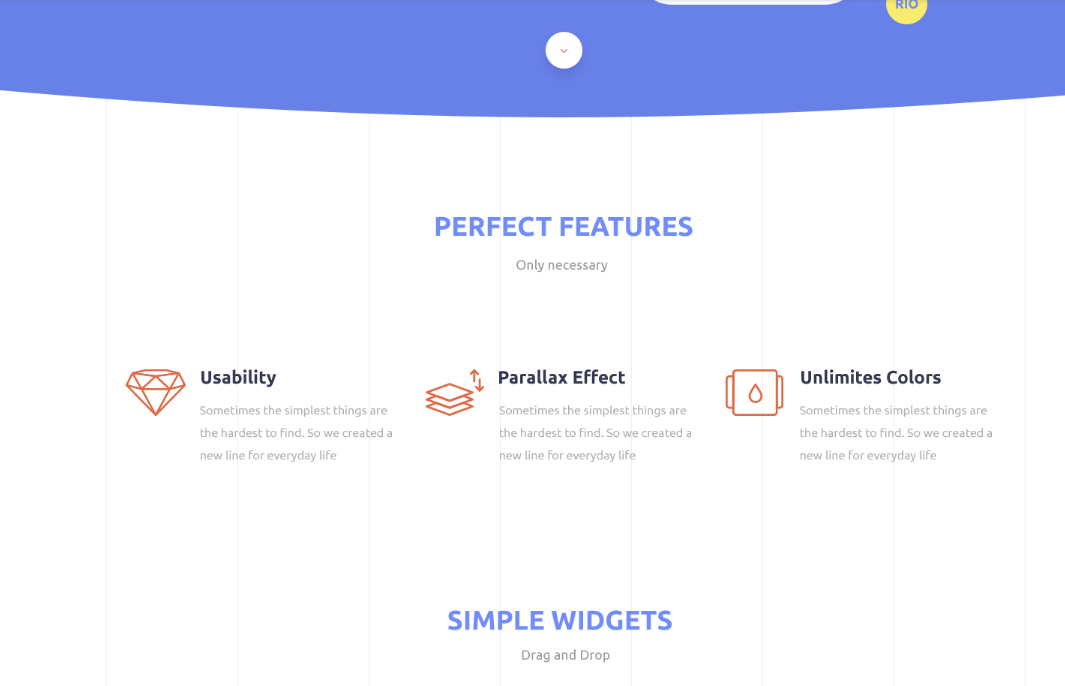 RIO
PERFECT FEATURES
Only necessary
Usability
Sometimes the simplest things are
the hardest to find. So we created a
new line for everyday life
Parallax Effect
Sometimes the simplest things are
the hardest to find. So we created a
new line for everyday life
Unlimites Colors
Sometimes the simplest things are
the hardest to find. So we created a
new line for everyday life
SIMPLE WIDGETS
Drag and Drop